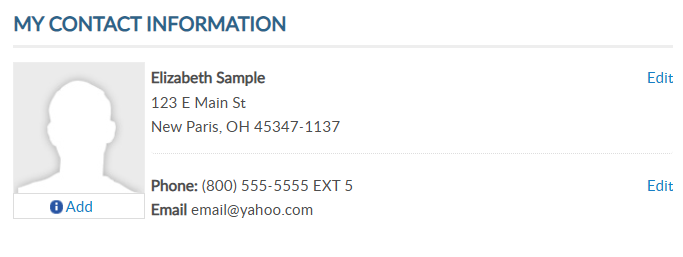 MY CONTACT INFORMATION
Elizabeth Sample Edit
123 E Main St
New Paris, OH 45347-1137
Phone: (800) 555-5555 EXT 5 Edit
Email email@yahoo.com
i Add